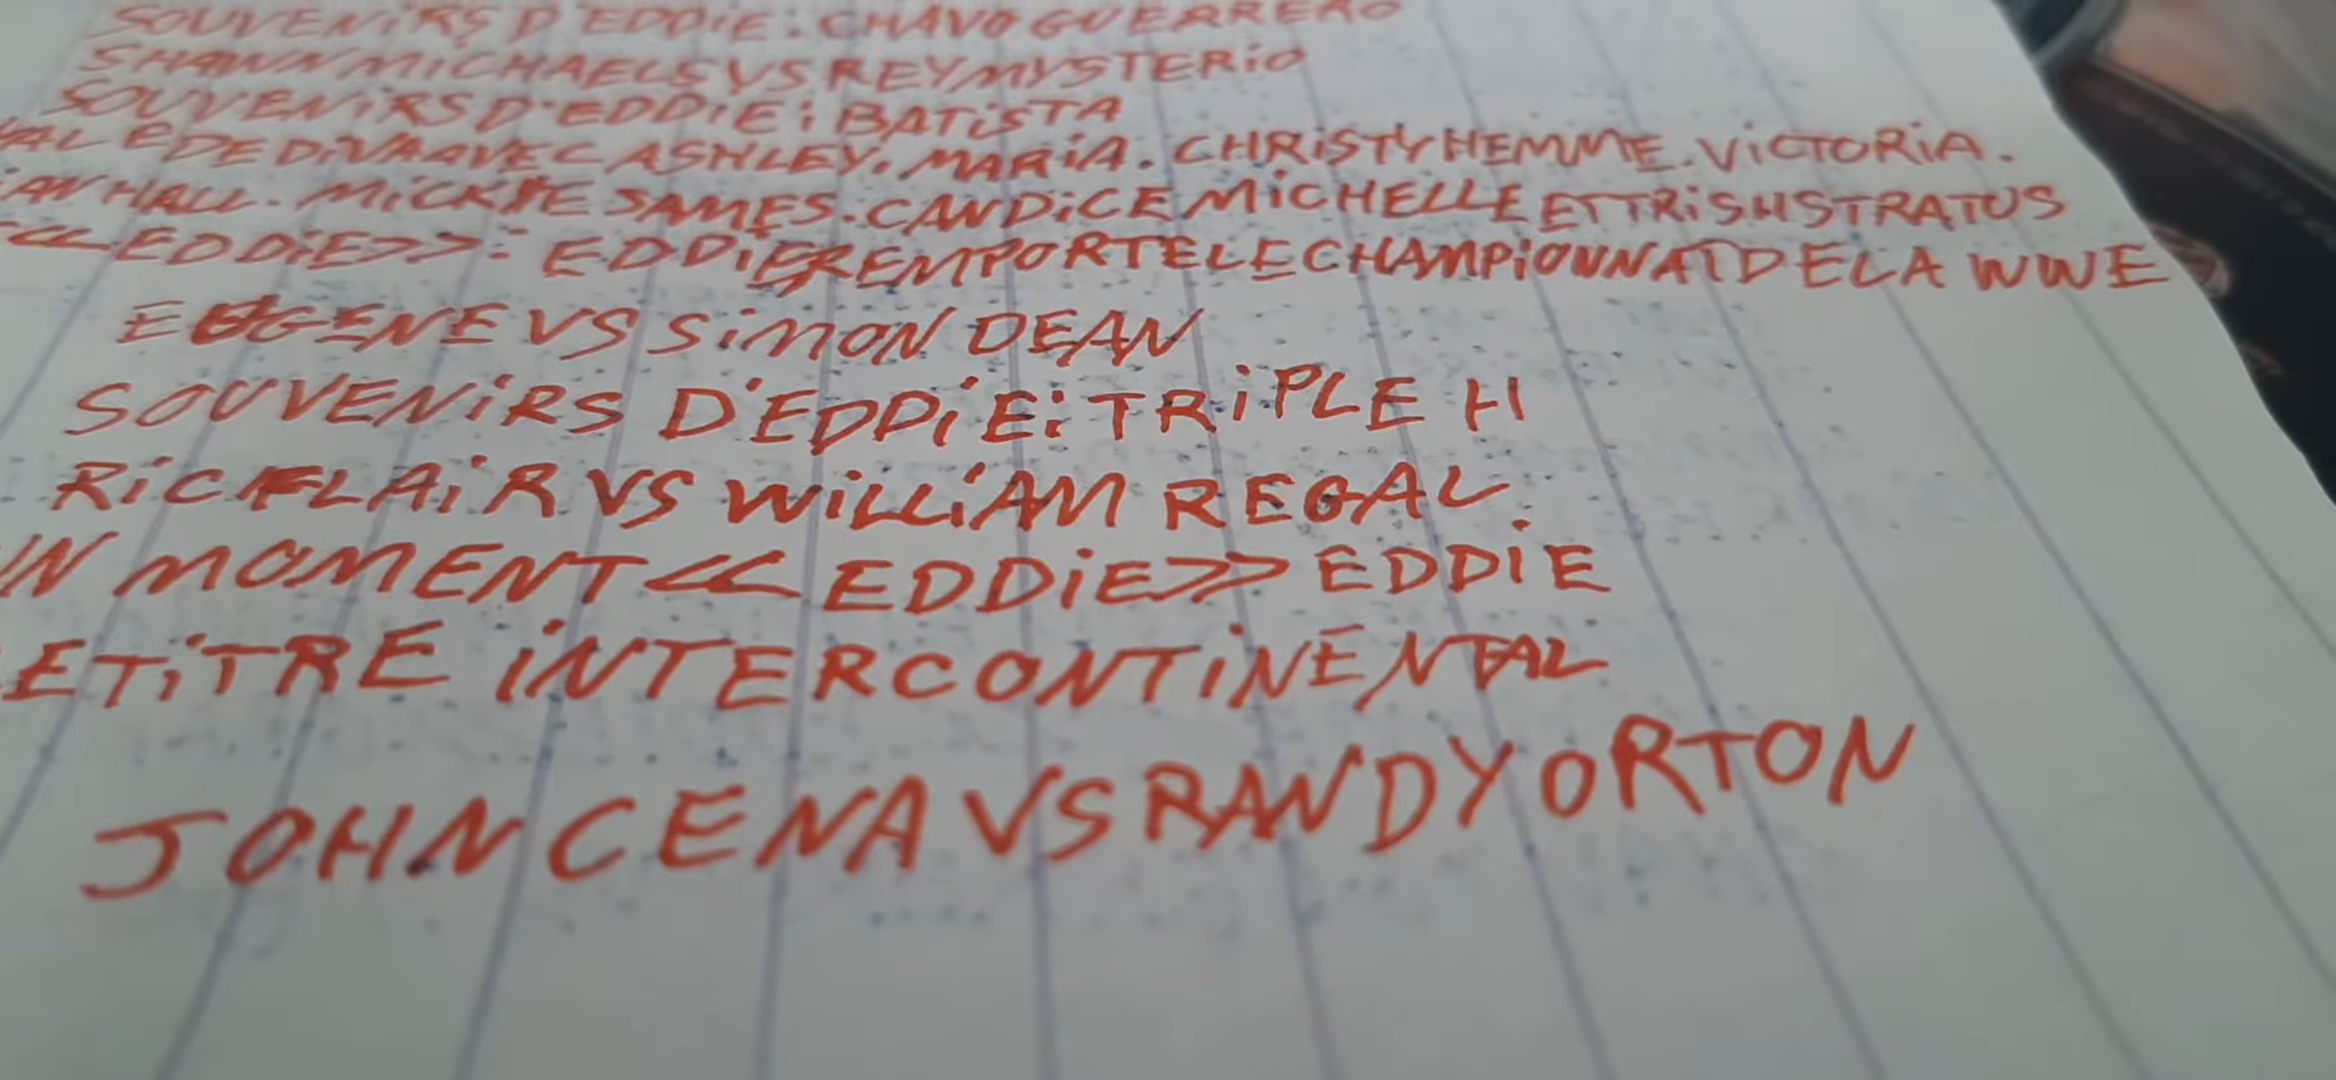 SOUVENIRS D'EDDIE: CHAVO GUERRERO
SHAWN MICHAELS VS REY MYSTERIO
SOUVENIRS D'EDDIE: BATISTA
DE DIVA AVEC ASHLEY. MARIA. CHRISTY HEMME. VICTORIA.
HALL. MICKIE JAMES. CANDICE MICHELLE ET TRISH STRATUS
<<EDDIE>>: EDDIE REMPORTE LE CHAMPIONNAT DE LA WWE
EUGENE VS SIMON DEAN
SOUVENIRS D'EDDIE: TRIPLE H
RIC FLAIR VS WILLIAM REGAL
MOMENT <<EDDIE>> EDDIE
TITRE INTERCONTINENTAL
JOHN CENA VS RANDY ORTON